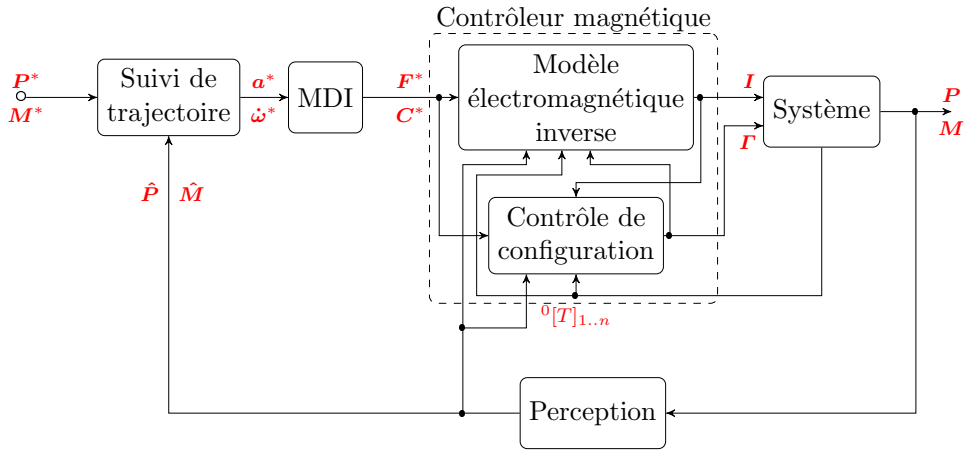 Contrôleur magnétique
P*
M*
Suivi de
trajectoire
a*
ω̇*
MDI
F*
C*
Modèle
électromagnétique
inverse
I
Γ
Système
P
M
P̂ M̂
Contrôle de
configuration
⁰[T]₁..ₙ
Perception